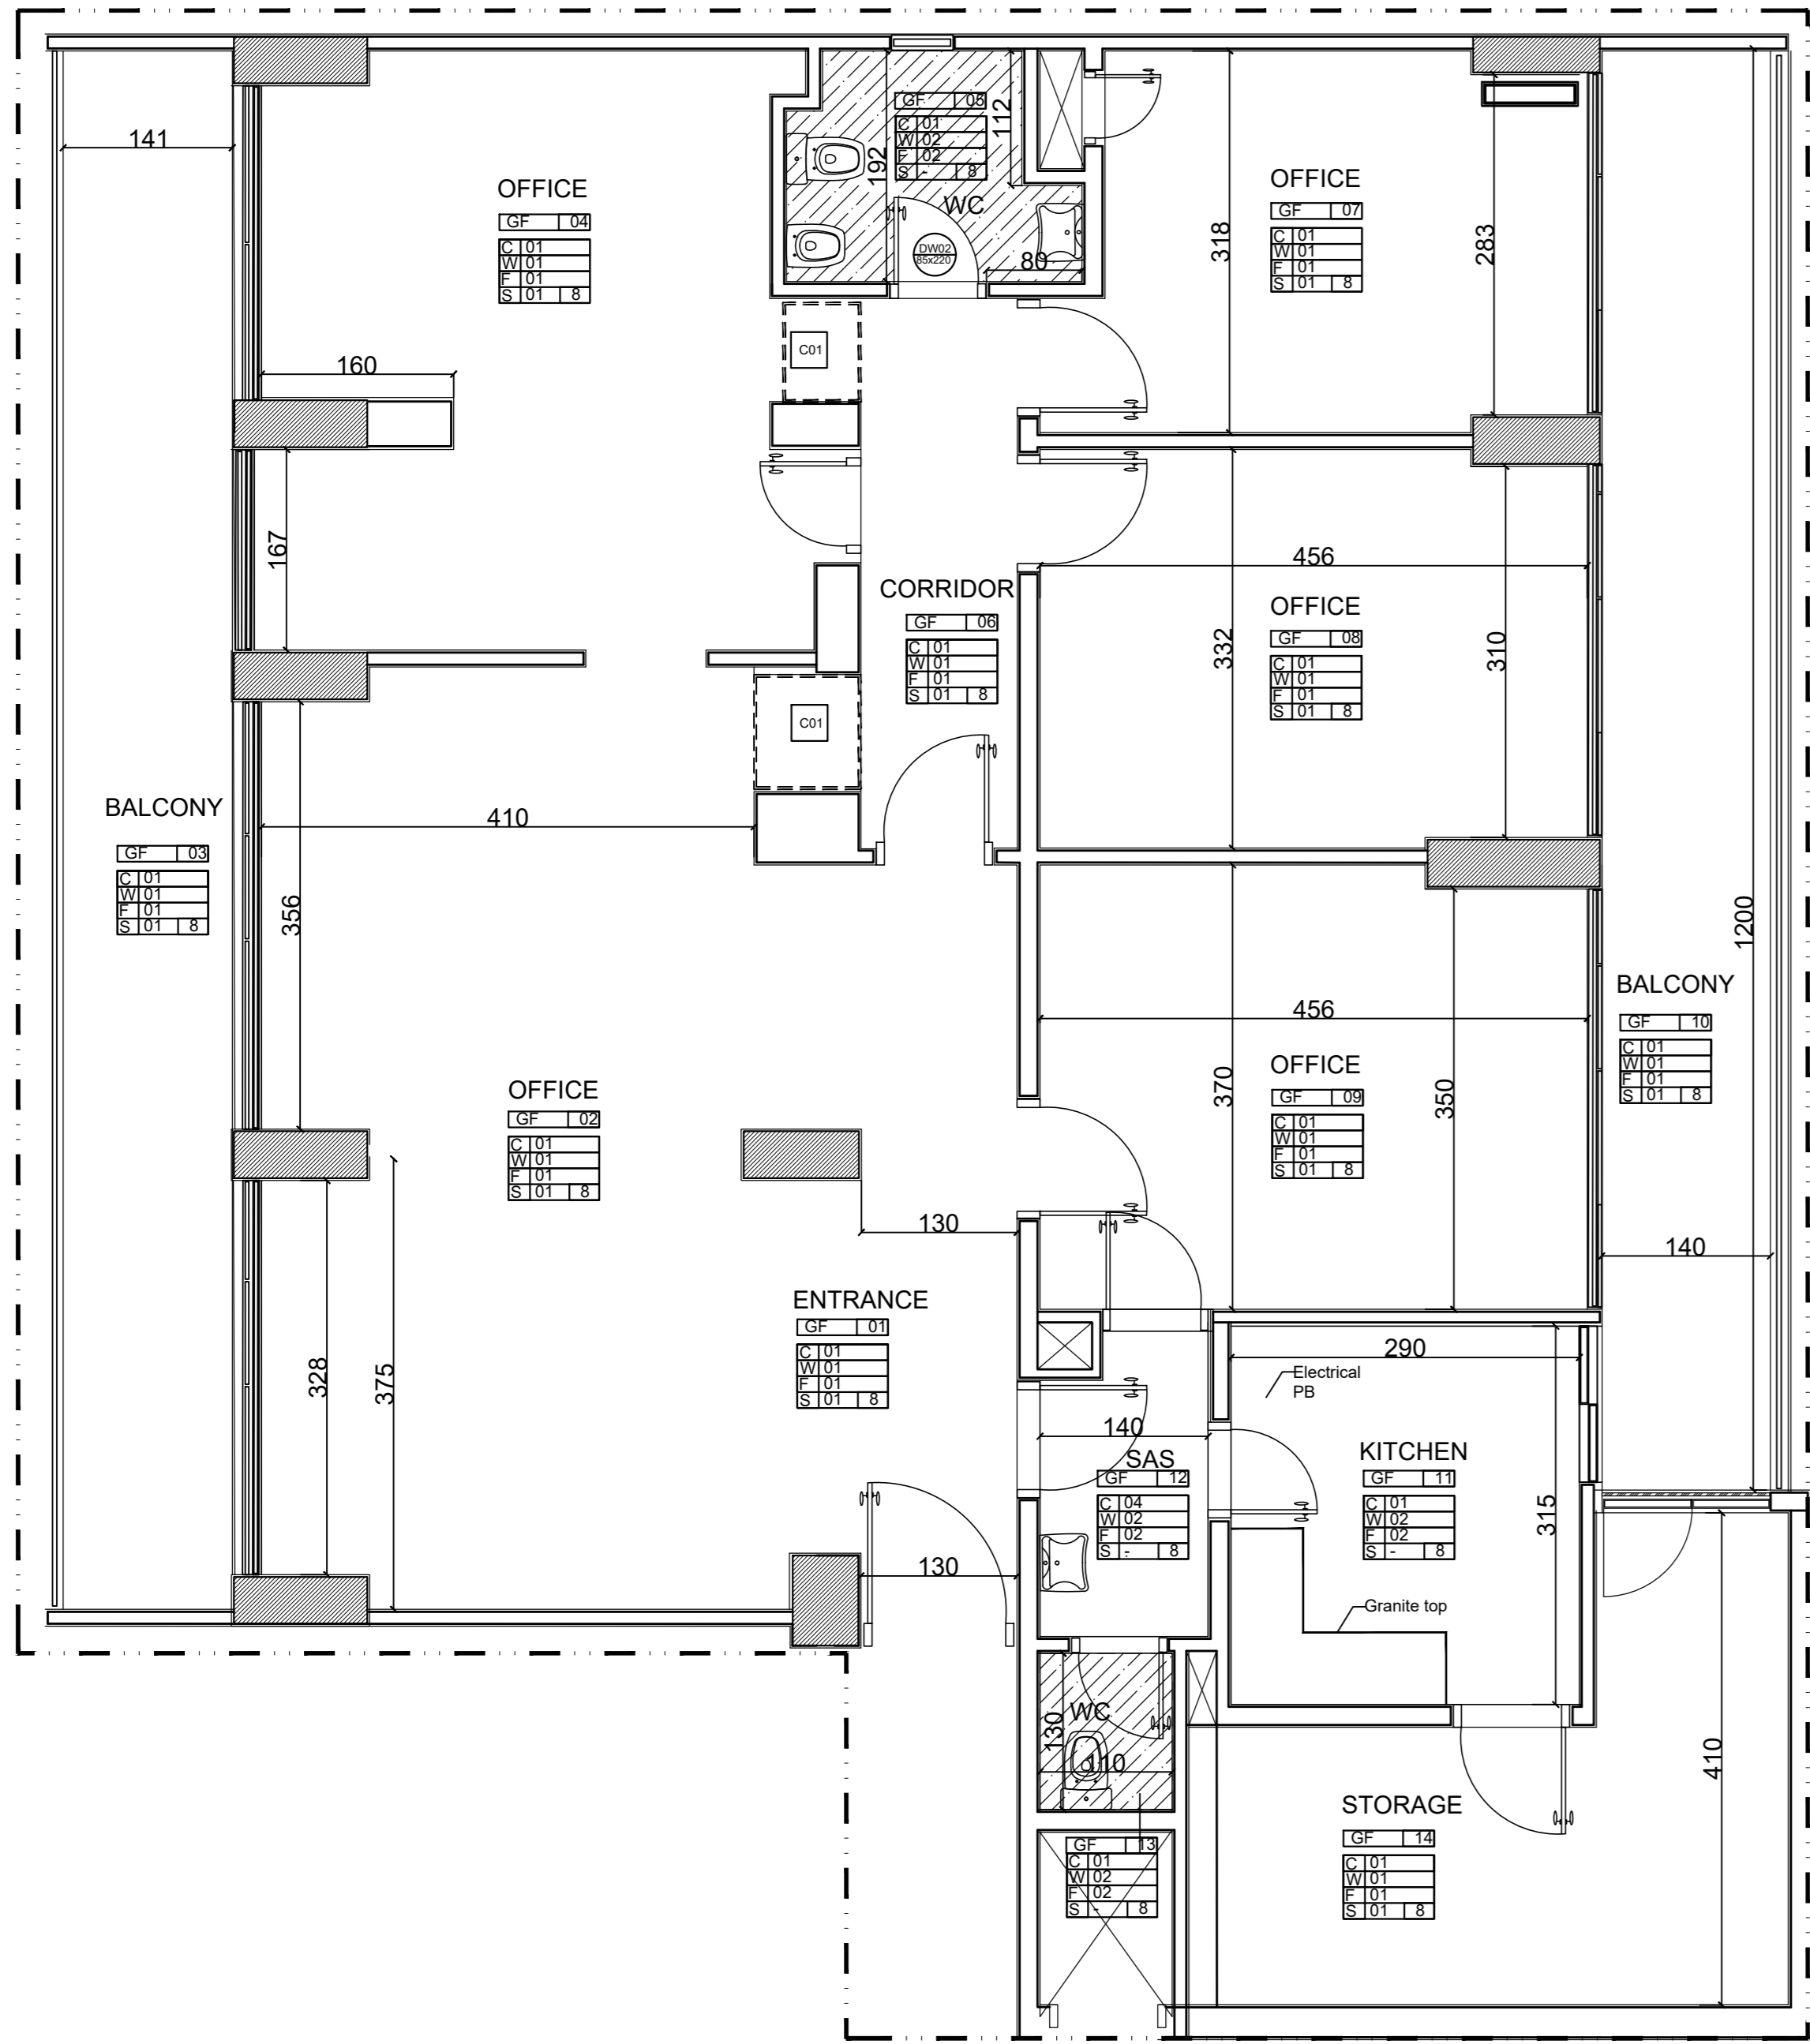 141
OFFICE
GF 04
C 01
W 01
F 01
S 01 8
160
167
192
GF 05
C 01
W 02
F 02
S - 8
112
WC
DW02
85x220
80
C01
OFFICE
GF 07
C 01
W 01
F 01
S 01 8
318
283
CORRIDOR
GF 06
C 01
W 01
F 01
S 01 8
456
OFFICE
GF 08
C 01
W 01
F 01
S 01 8
332
310
C01
BALCONY
GF 03
C 01
W 01
F 01
S 01 8
410
356
1200
BALCONY
GF 10
C 01
W 01
F 01
S 01 8
456
OFFICE
GF 09
C 01
W 01
F 01
S 01 8
370
350
OFFICE
GF 02
C 01
W 01
F 01
S 01 8
130
140
ENTRANCE
GF 01
C 01
W 01
F 01
S 01 8
328
375
290
Electrical
PB
140
SAS
GF 12
C 04
W 02
F 02
S - 8
KITCHEN
GF 11
C 01
W 02
F 02
S - 8
315
130
Granite top
WC
130
110
410
STORAGE
GF 14
C 01
W 01
F 01
S 01 8
GF 13
C 01
W 02
F 02
S - 8